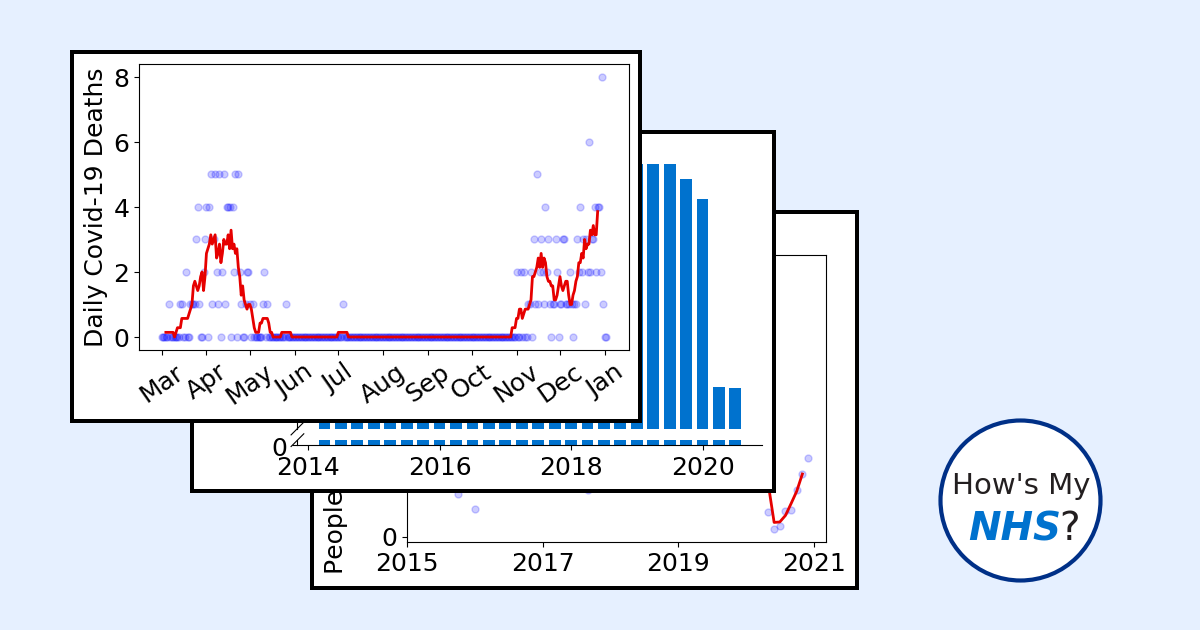 Daily Covid-19 Deaths
8
6
4
2
0
Mar Apr May Jun Jul Aug Sep Oct Nov Dec Jan
0
2014 2016 2018 2020
People
0
2015 2017 2019 2021
How's My
NHS?